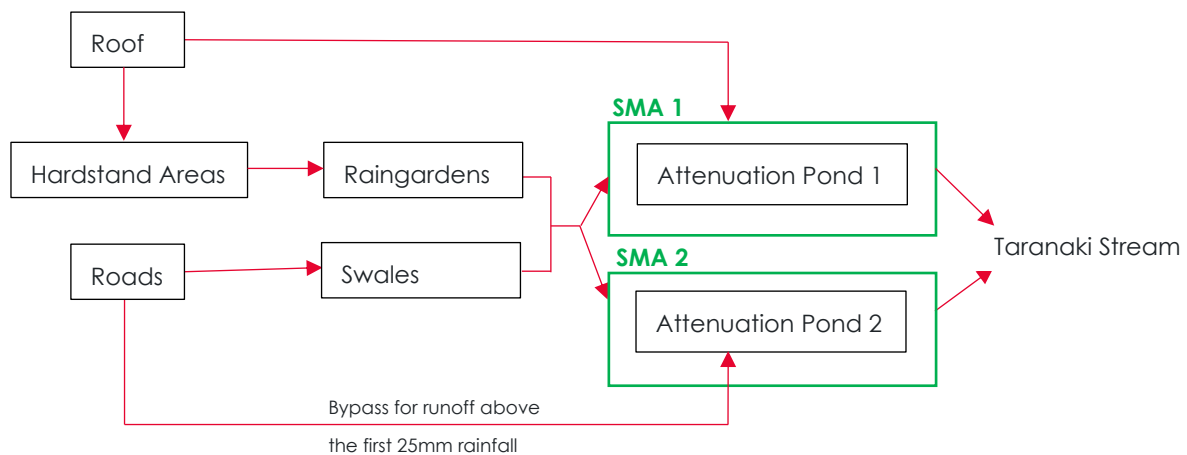 Roof
SMA 1
Hardstand Areas
Raingardens
Attenuation Pond 1
Taranaki Stream
SMA 2
Roads
Swales
Attenuation Pond 2
Bypass for runoff above
the first 25mm rainfall